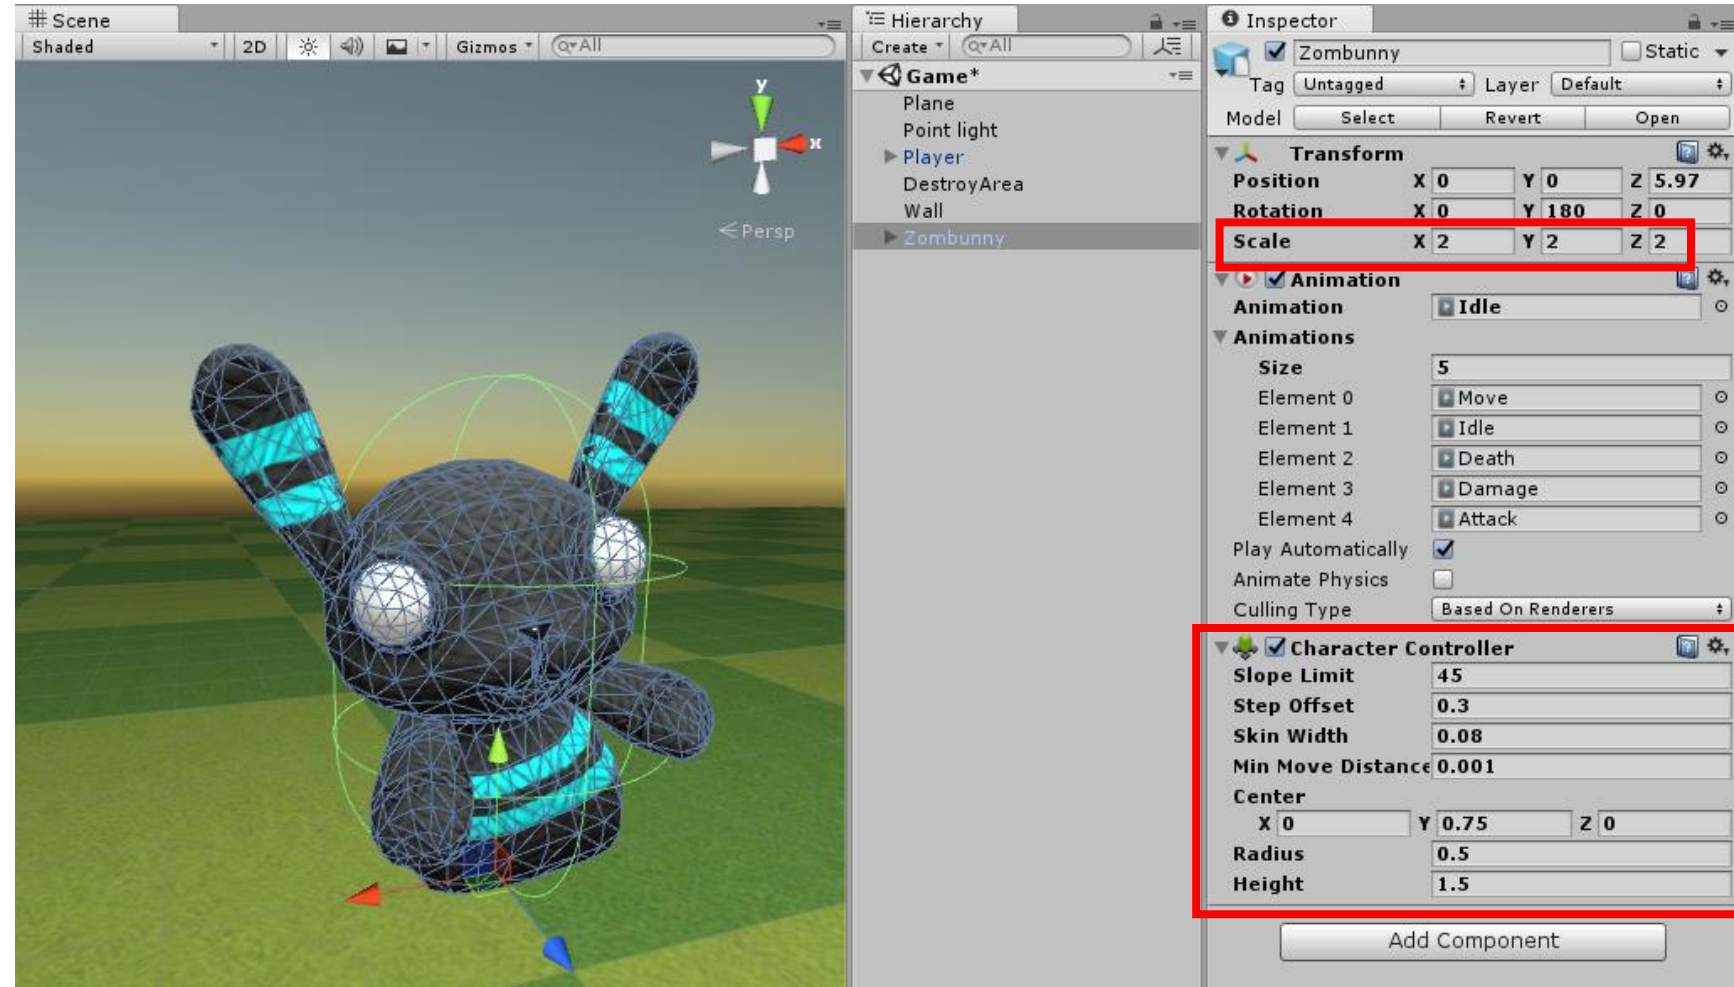 Scene
Shaded 2D Gizmos All
y
x
Persp
Hierarchy
Create All
Game*
Plane
Point light
Player
DestroyArea
Wall
Zombunny
Inspector
Zombunny Static
Tag Untagged Layer Default
Model Select Revert Open
Transform
Position X 0 Y 0 Z 5.97
Rotation X 0 Y 180 Z 0
Scale X 2 Y 2 Z 2
Animation
Animation Idle
Animations
Size 5
Element 0 Move
Element 1 Idle
Element 2 Death
Element 3 Damage
Element 4 Attack
Play Automatically
Animate Physics
Culling Type Based On Renderers
Character Controller
Slope Limit 45
Step Offset 0.3
Skin Width 0.08
Min Move Distance 0.001
Center
X 0 Y 0.75 Z 0
Radius 0.5
Height 1.5
Add Component